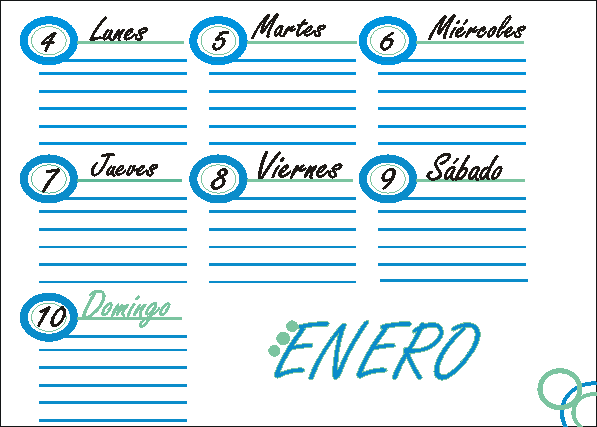 4 Lunes 5 Martes 6 Miércoles
7 Jueves 8 Viernes 9 Sábado
10 Domingo
ENERO